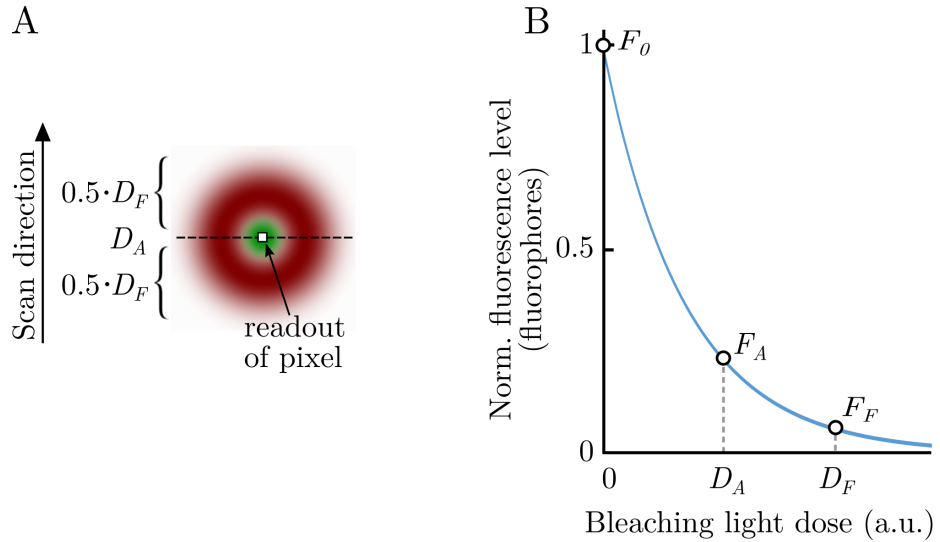 A
Scan direction
0.5·D_F
D_A
0.5·D_F
readout
of pixel
B
Norm. fluorescence level
(fluorophores)
1
0.5
0
F_0
F_A
F_F
0
D_A
D_F
Bleaching light dose (a.u.)